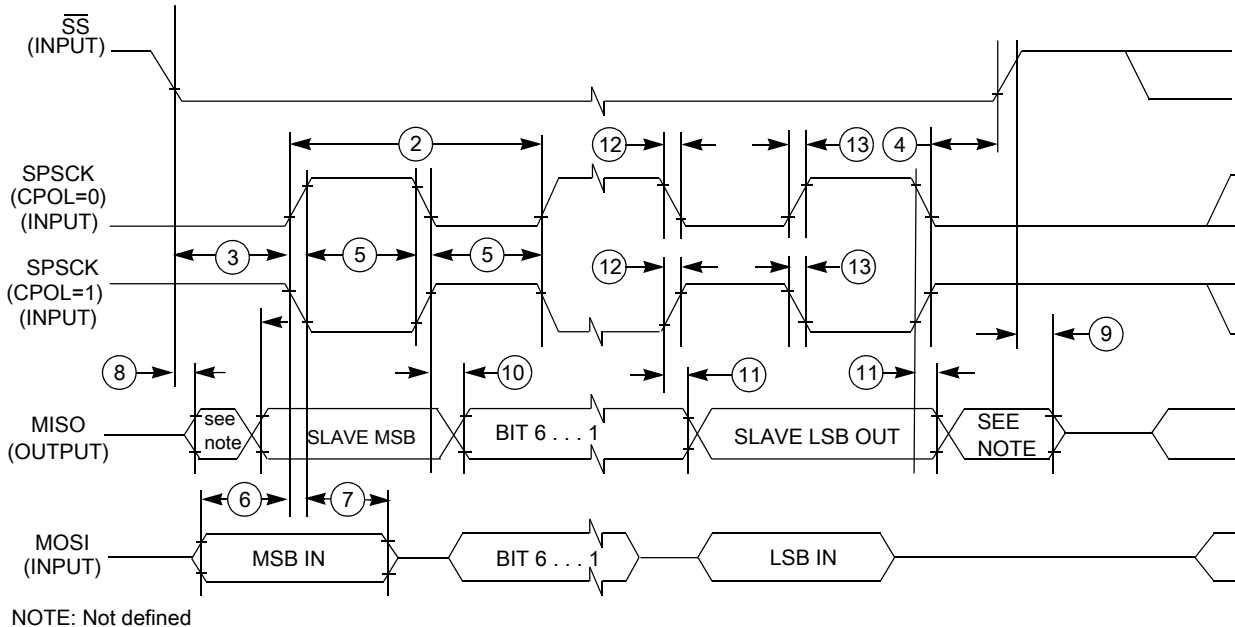 SS
(INPUT)
2
12
13
4
SPSCK
(CPOL=0)
(INPUT)
3
5
5
SPSCK
(CPOL=1)
(INPUT)
12
13
8
10
11
11
9
MISO
(OUTPUT)
see
note
SLAVE MSB
BIT 6 . . . 1
SLAVE LSB OUT
SEE
NOTE
6
7
MOSI
(INPUT)
MSB IN
BIT 6 . . . 1
LSB IN
NOTE: Not defined